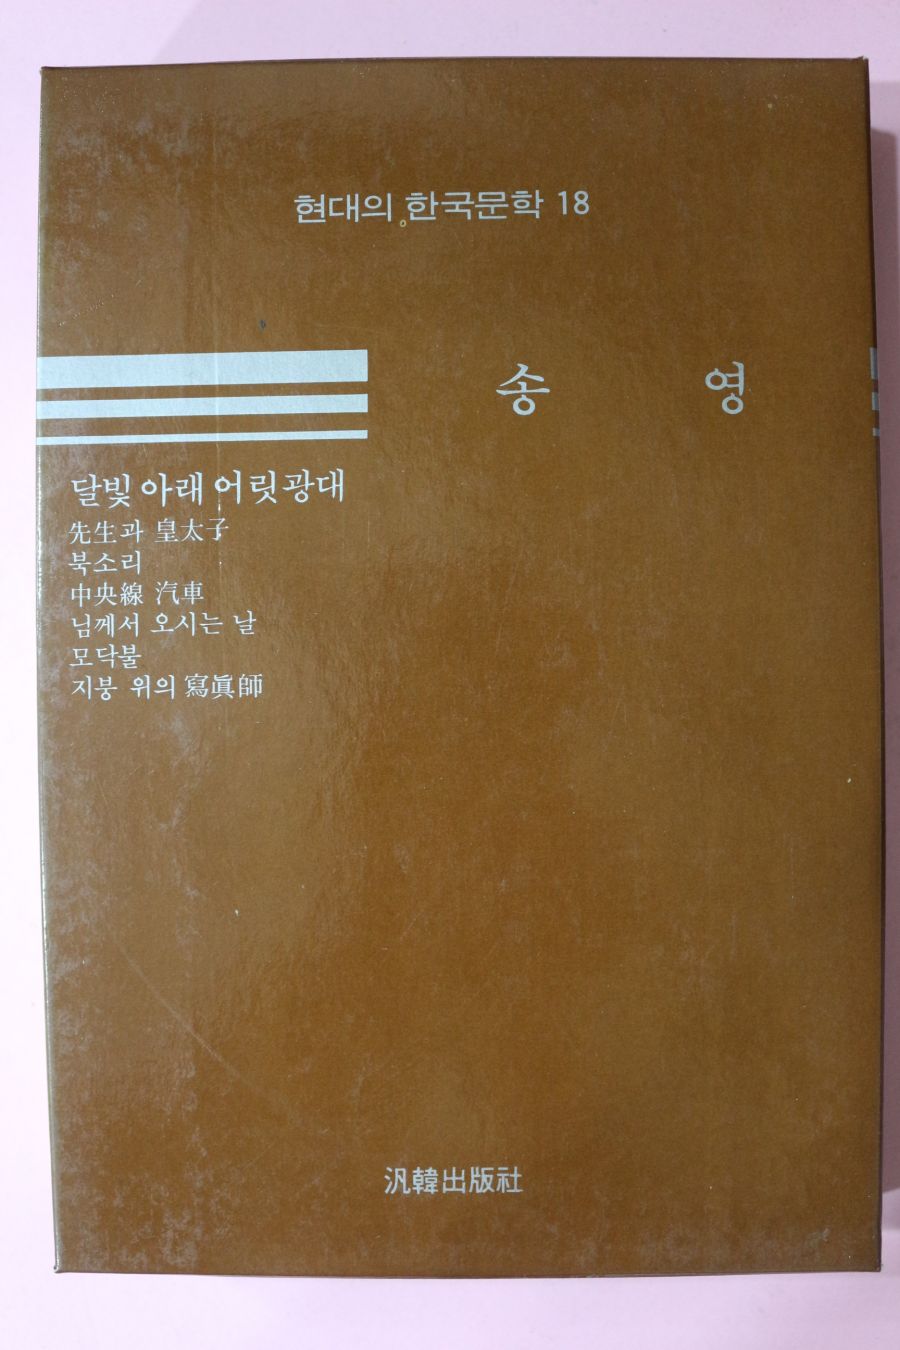 현대의 한국문학 18
송 영
달빛 아래 어릿광대
先生과 皇太子
북소리
中央線 汽車
님께서 오시는 날
모닥불
지붕 위의 寫眞師
汎韓出版社